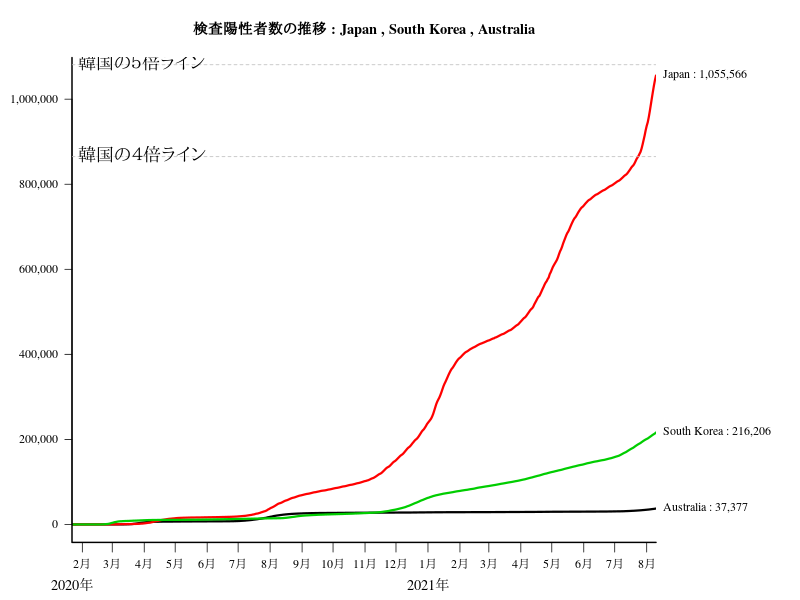 検査陽性者数の推移 : Japan , South Korea , Australia
韓国の5倍ライン
Japan : 1,055,566
1,000,000
韓国の4倍ライン
800,000
600,000
400,000
200,000
South Korea : 216,206
Australia : 37,377
0
2月 3月 4月 5月 6月 7月 8月 9月 10月 11月 12月 1月 2月 3月 4月 5月 6月 7月 8月
2020年 2021年